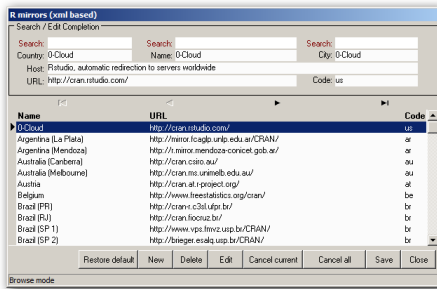 R mirrors (xml based)
Search / Edit Completion
Search: Search: Search:
Country: 0-Cloud Name: 0-Cloud City: 0-Cloud
Host: Rstudio, automatic redirection to servers worldwide
URL: http://cran.rstudio.com/ Code: us
Name URL Code
0-Cloud http://cran.rstudio.com/ us
Argentina (La Plata) http://mirror.fcaglp.unlp.edu.ar/CRAN/ ar
Argentina (Mendoza) http://r.mirror.mendoza-conicet.gob.ar/ ar
Australia (Canberra) http://cran.csiro.au/ au
Australia (Melbourne) http://cran.ms.unimelb.edu.au/ au
Austria http://cran.at.r-project.org/ at
Belgium http://www.freestatistics.org/cran/ be
Brazil (PR) http://cran-r.c3sl.ufpr.br/ br
Brazil (RJ) http://cran.fiocruz.br/ br
Brazil (SP 1) http://www.vps.fmvz.usp.br/CRAN/ br
Brazil (SP 2) http://brieger.esalq.usp.br/CRAN/ br
Restore default New Delete Edit Cancel current Cancel all Save Close
Browse mode